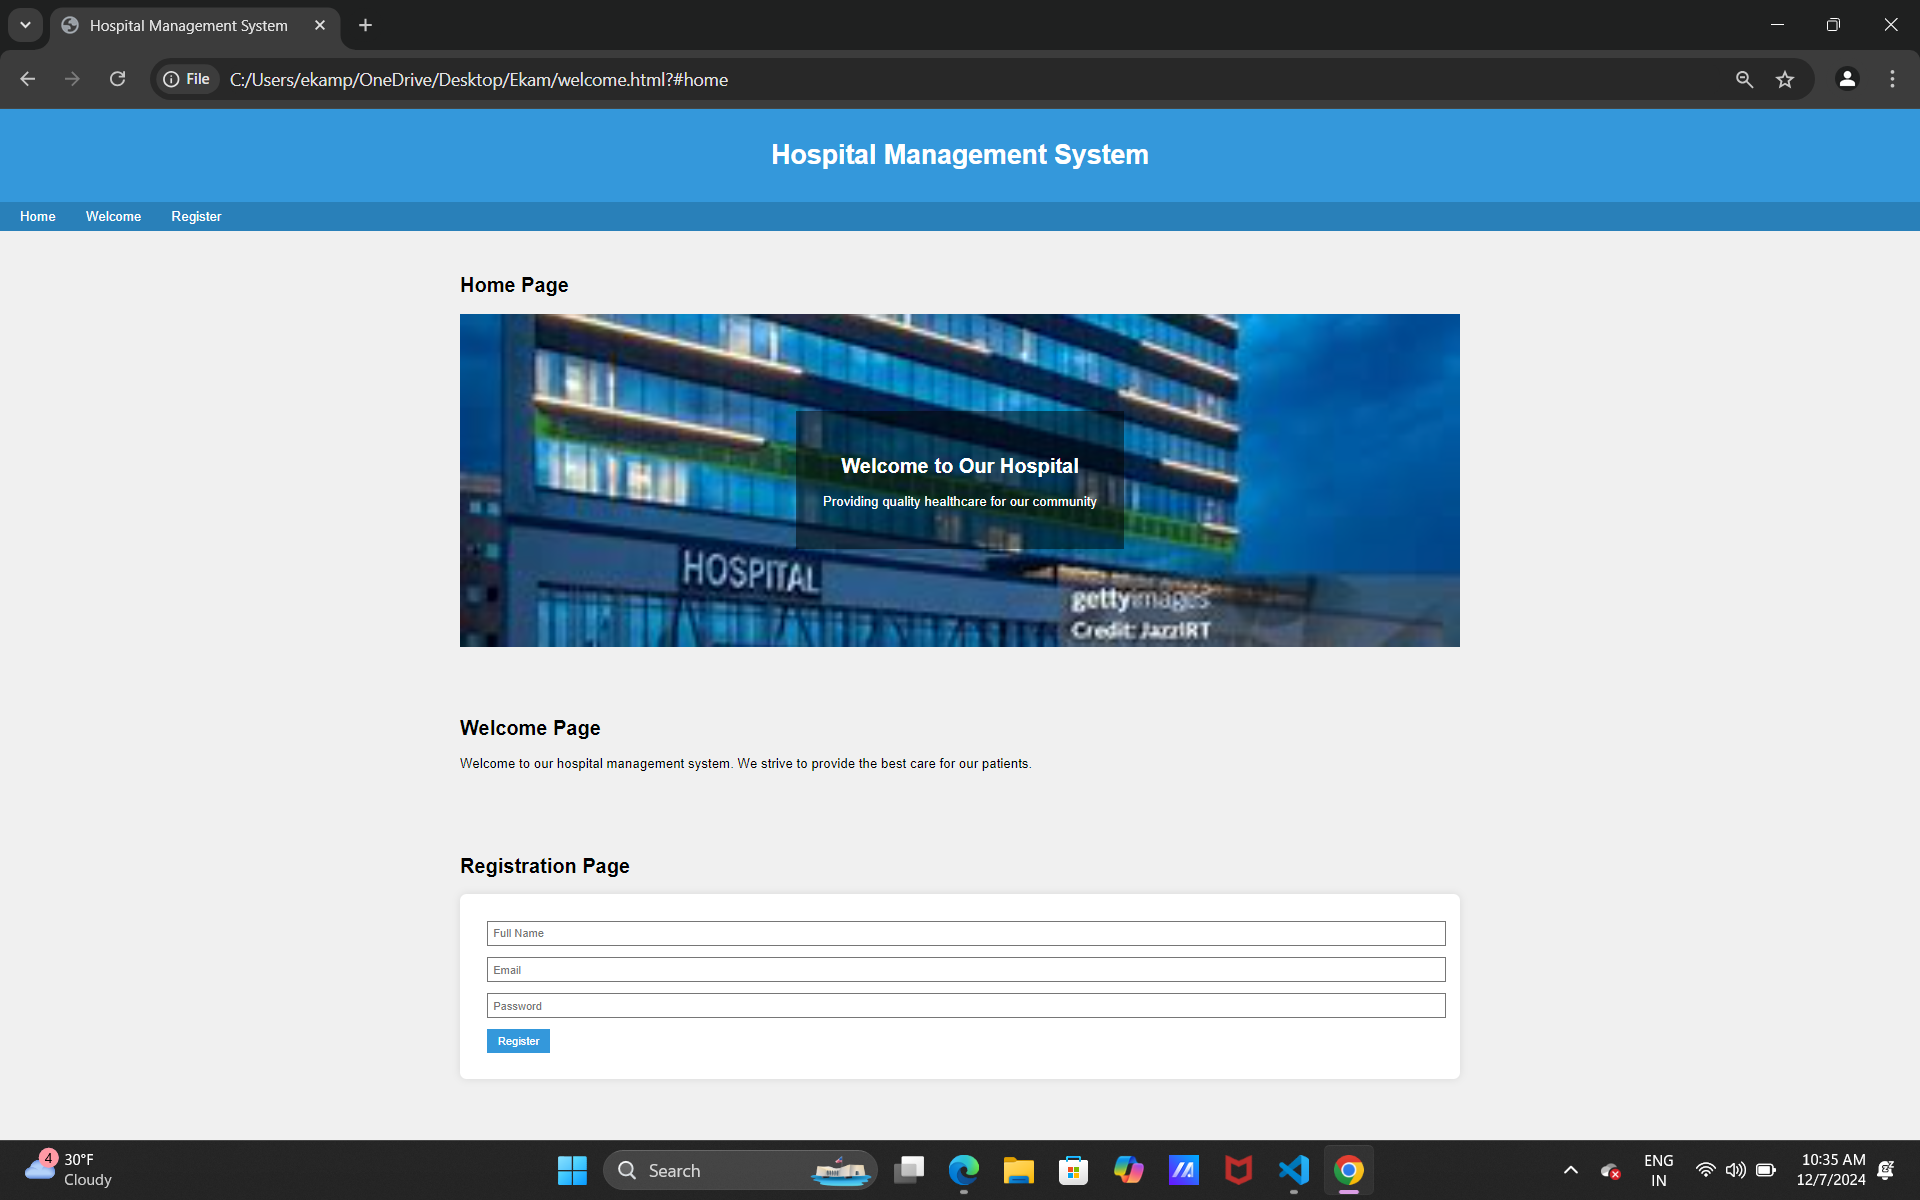 Hospital Management System
File
C:/Users/ekamp/OneDrive/Desktop/Ekam/welcome.html?#home
Hospital Management System
Home Welcome Register
Home Page
Welcome to Our Hospital
Providing quality healthcare for our community
HOSPITAL
gettyimages
Credit: JazzIRT
Welcome Page
Welcome to our hospital management system. We strive to provide the best care for our patients.
Registration Page
Full Name
Email
Password
Register
4
30°F
Cloudy
Search
ENG
IN
10:35 AM
12/7/2024